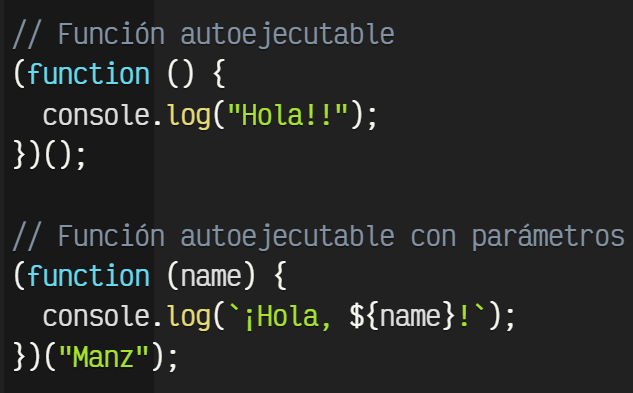 // Función autoejecutable
(function () {
  console.log("Hola!!");
})();

// Función autoejecutable con parámetros
(function (name) {
  console.log(`¡Hola, ${name}!`);
})("Manz");